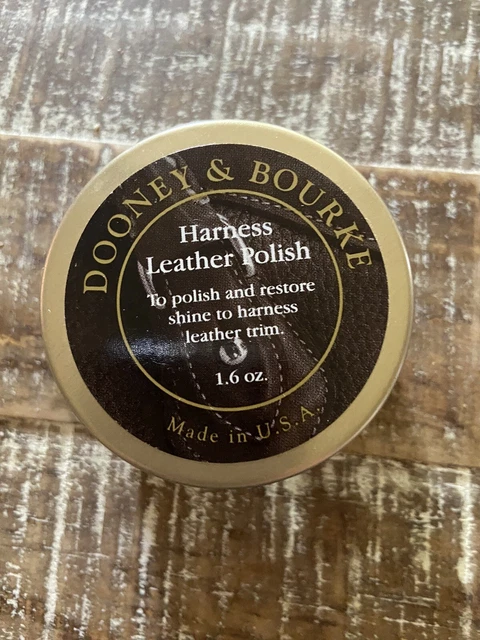 DOONEY & BOURKE
Harness
Leather Polish
To polish and restore
shine to harness
leather trim.
1.6 oz.
Made in U.S.A.